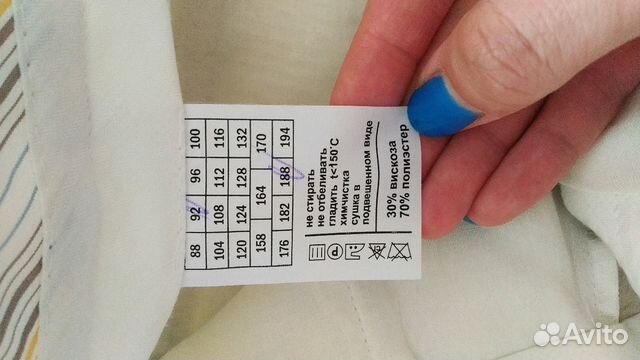 88 92 96 100
104 108 112 116
120 124 128 132
158 164 170
176 182 188 194
не стирать
не отбеливать
гладить t<150°С
химчистка
сушка в
подвешенном виде
30% вискоза
70% полиэстер
P
Avito